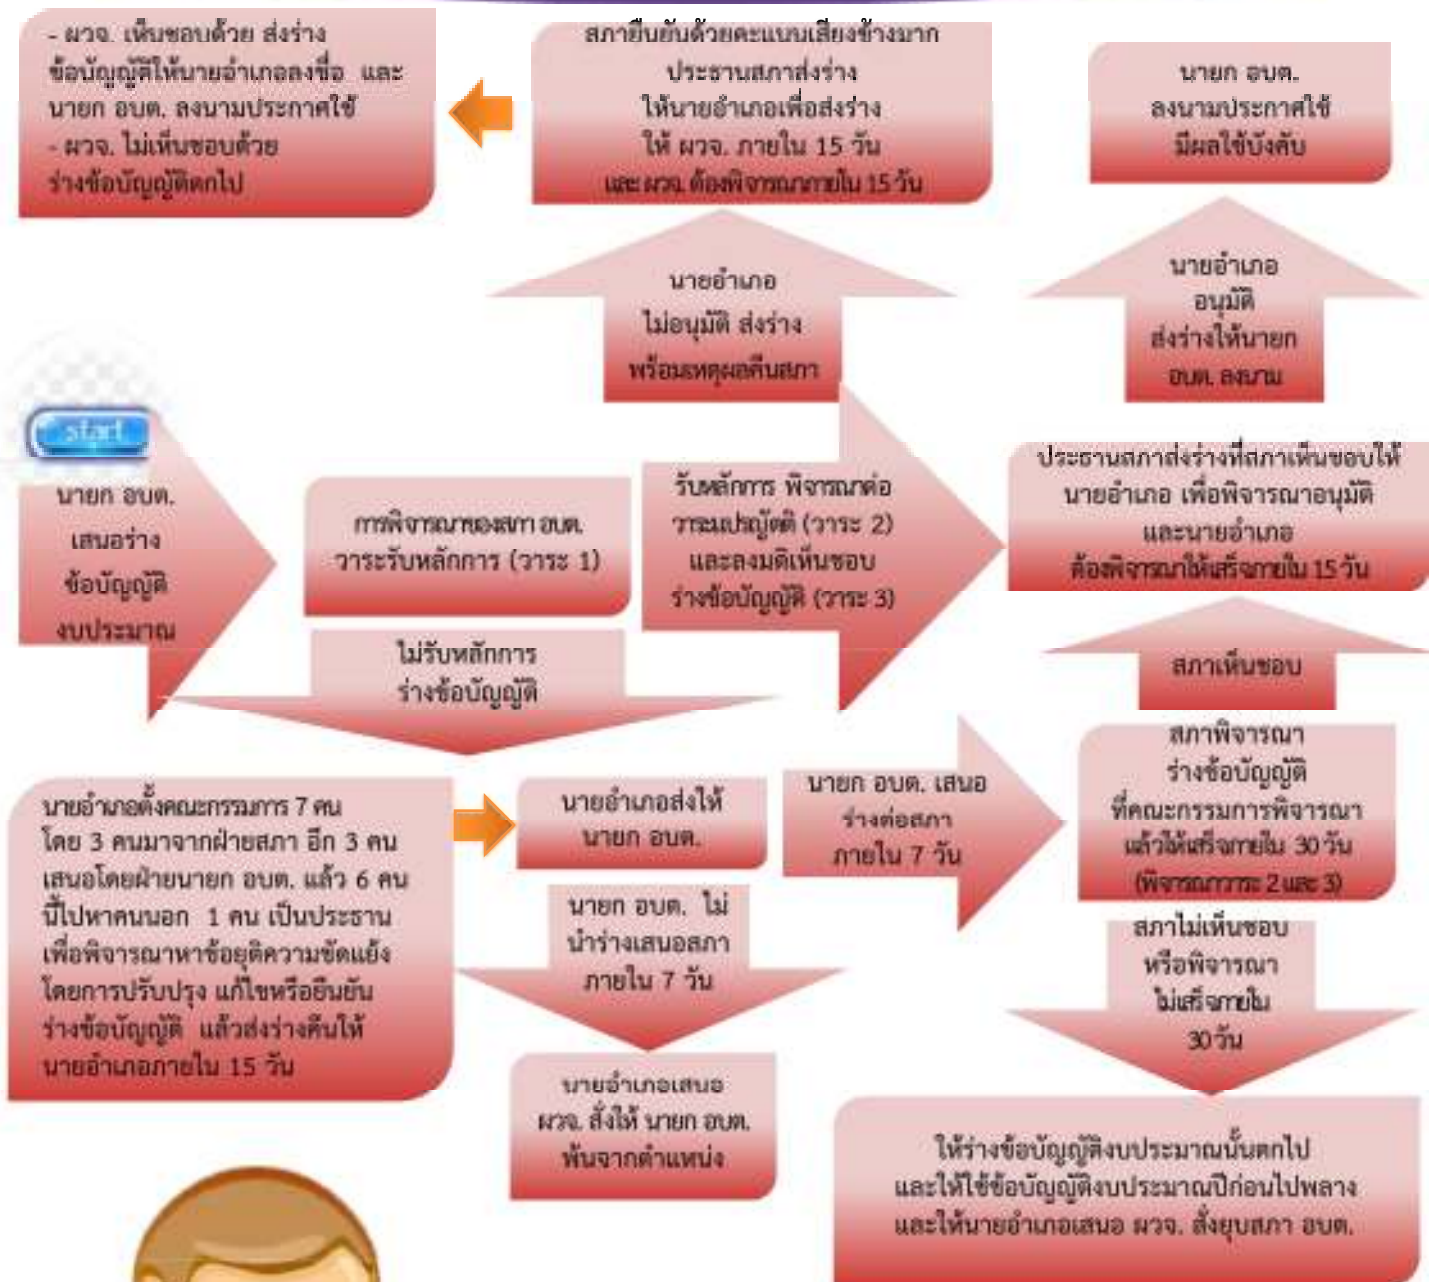 - ผวจ. เห็นชอบด้วย ส่งร่าง
ข้อบัญญัติให้นายอำเภอลงชื่อ และ
นายก อบต. ลงนามประกาศใช้
- ผวจ. ไม่เห็นชอบด้วย
ร่างข้อบัญญัติตกไป
สภายืนยันด้วยคะแนนเสียงข้างมาก
ประธานสภาส่งร่าง
ให้นายอำเภอเพื่อส่งร่าง
ให้ ผวจ. ภายใน 15 วัน
และ ผวจ. ต้องพิจารณาภายใน 15 วัน
นายก อบต.
ลงนามประกาศใช้
มีผลใช้บังคับ
นายอำเภอ
ไม่อนุมัติ ส่งร่าง
พร้อมเหตุผลคืนสภา
นายอำเภอ
อนุมัติ
ส่งร่างให้นายก
อบต. ลงนาม
start
นายก อบต.
เสนอร่าง
ข้อบัญญัติ
งบประมาณ
การพิจารณาของสภา อบต.
วาระรับหลักการ (วาระ 1)
รับหลักการ พิจารณาต่อ
วาระแปรญัตติ (วาระ 2)
และลงมติเห็นชอบ
ร่างข้อบัญญัติ (วาระ 3)
ประธานสภาส่งร่างที่สภาเห็นชอบให้
นายอำเภอ เพื่อพิจารณาอนุมัติ
และนายอำเภอ
ต้องพิจารณาให้เสร็จภายใน 15 วัน
ไม่รับหลักการ
ร่างข้อบัญญัติ
สภาเห็นชอบ
นายอำเภอตั้งคณะกรรมการ 7 คน
โดย 3 คนมาจากฝ่ายสภา อีก 3 คน
เสนอโดยฝ่ายนายก อบต. แล้ว 6 คน
นี้ไปหาคนนอก 1 คน เป็นประธาน
เพื่อพิจารณาหาข้อยุติความขัดแย้ง
โดยการปรับปรุง แก้ไขหรือยืนยัน
ร่างข้อบัญญัติ แล้วส่งร่างคืนให้
นายอำเภอภายใน 15 วัน
นายอำเภอส่งให้
นายก อบต.
นายก อบต. เสนอ
ร่างต่อสภา
ภายใน 7 วัน
สภาพิจารณา
ร่างข้อบัญญัติ
ที่คณะกรรมการพิจารณา
แล้วให้เสร็จภายใน 30 วัน
(พิจารณาวาระ 2 และ 3)
นายก อบต. ไม่
นำร่างเสนอสภา
ภายใน 7 วัน
สภาไม่เห็นชอบ
หรือพิจารณา
ไม่เสร็จภายใน
30 วัน
นายอำเภอเสนอ
ผวจ. สั่งให้ นายก อบต.
พ้นจากตำแหน่ง
ให้ร่างข้อบัญญัติงบประมาณนั้นตกไป
และให้ใช้ข้อบัญญัติงบประมาณปีก่อนไปพลาง
และให้นายอำเภอเสนอ ผวจ. สั่งยุบสภา อบต.